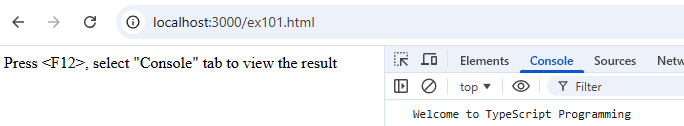 localhost:3000/ex101.html
Press <F12>, select "Console" tab to view the result
Elements Console Sources Netw
top Filter
Welcome to TypeScript Programming